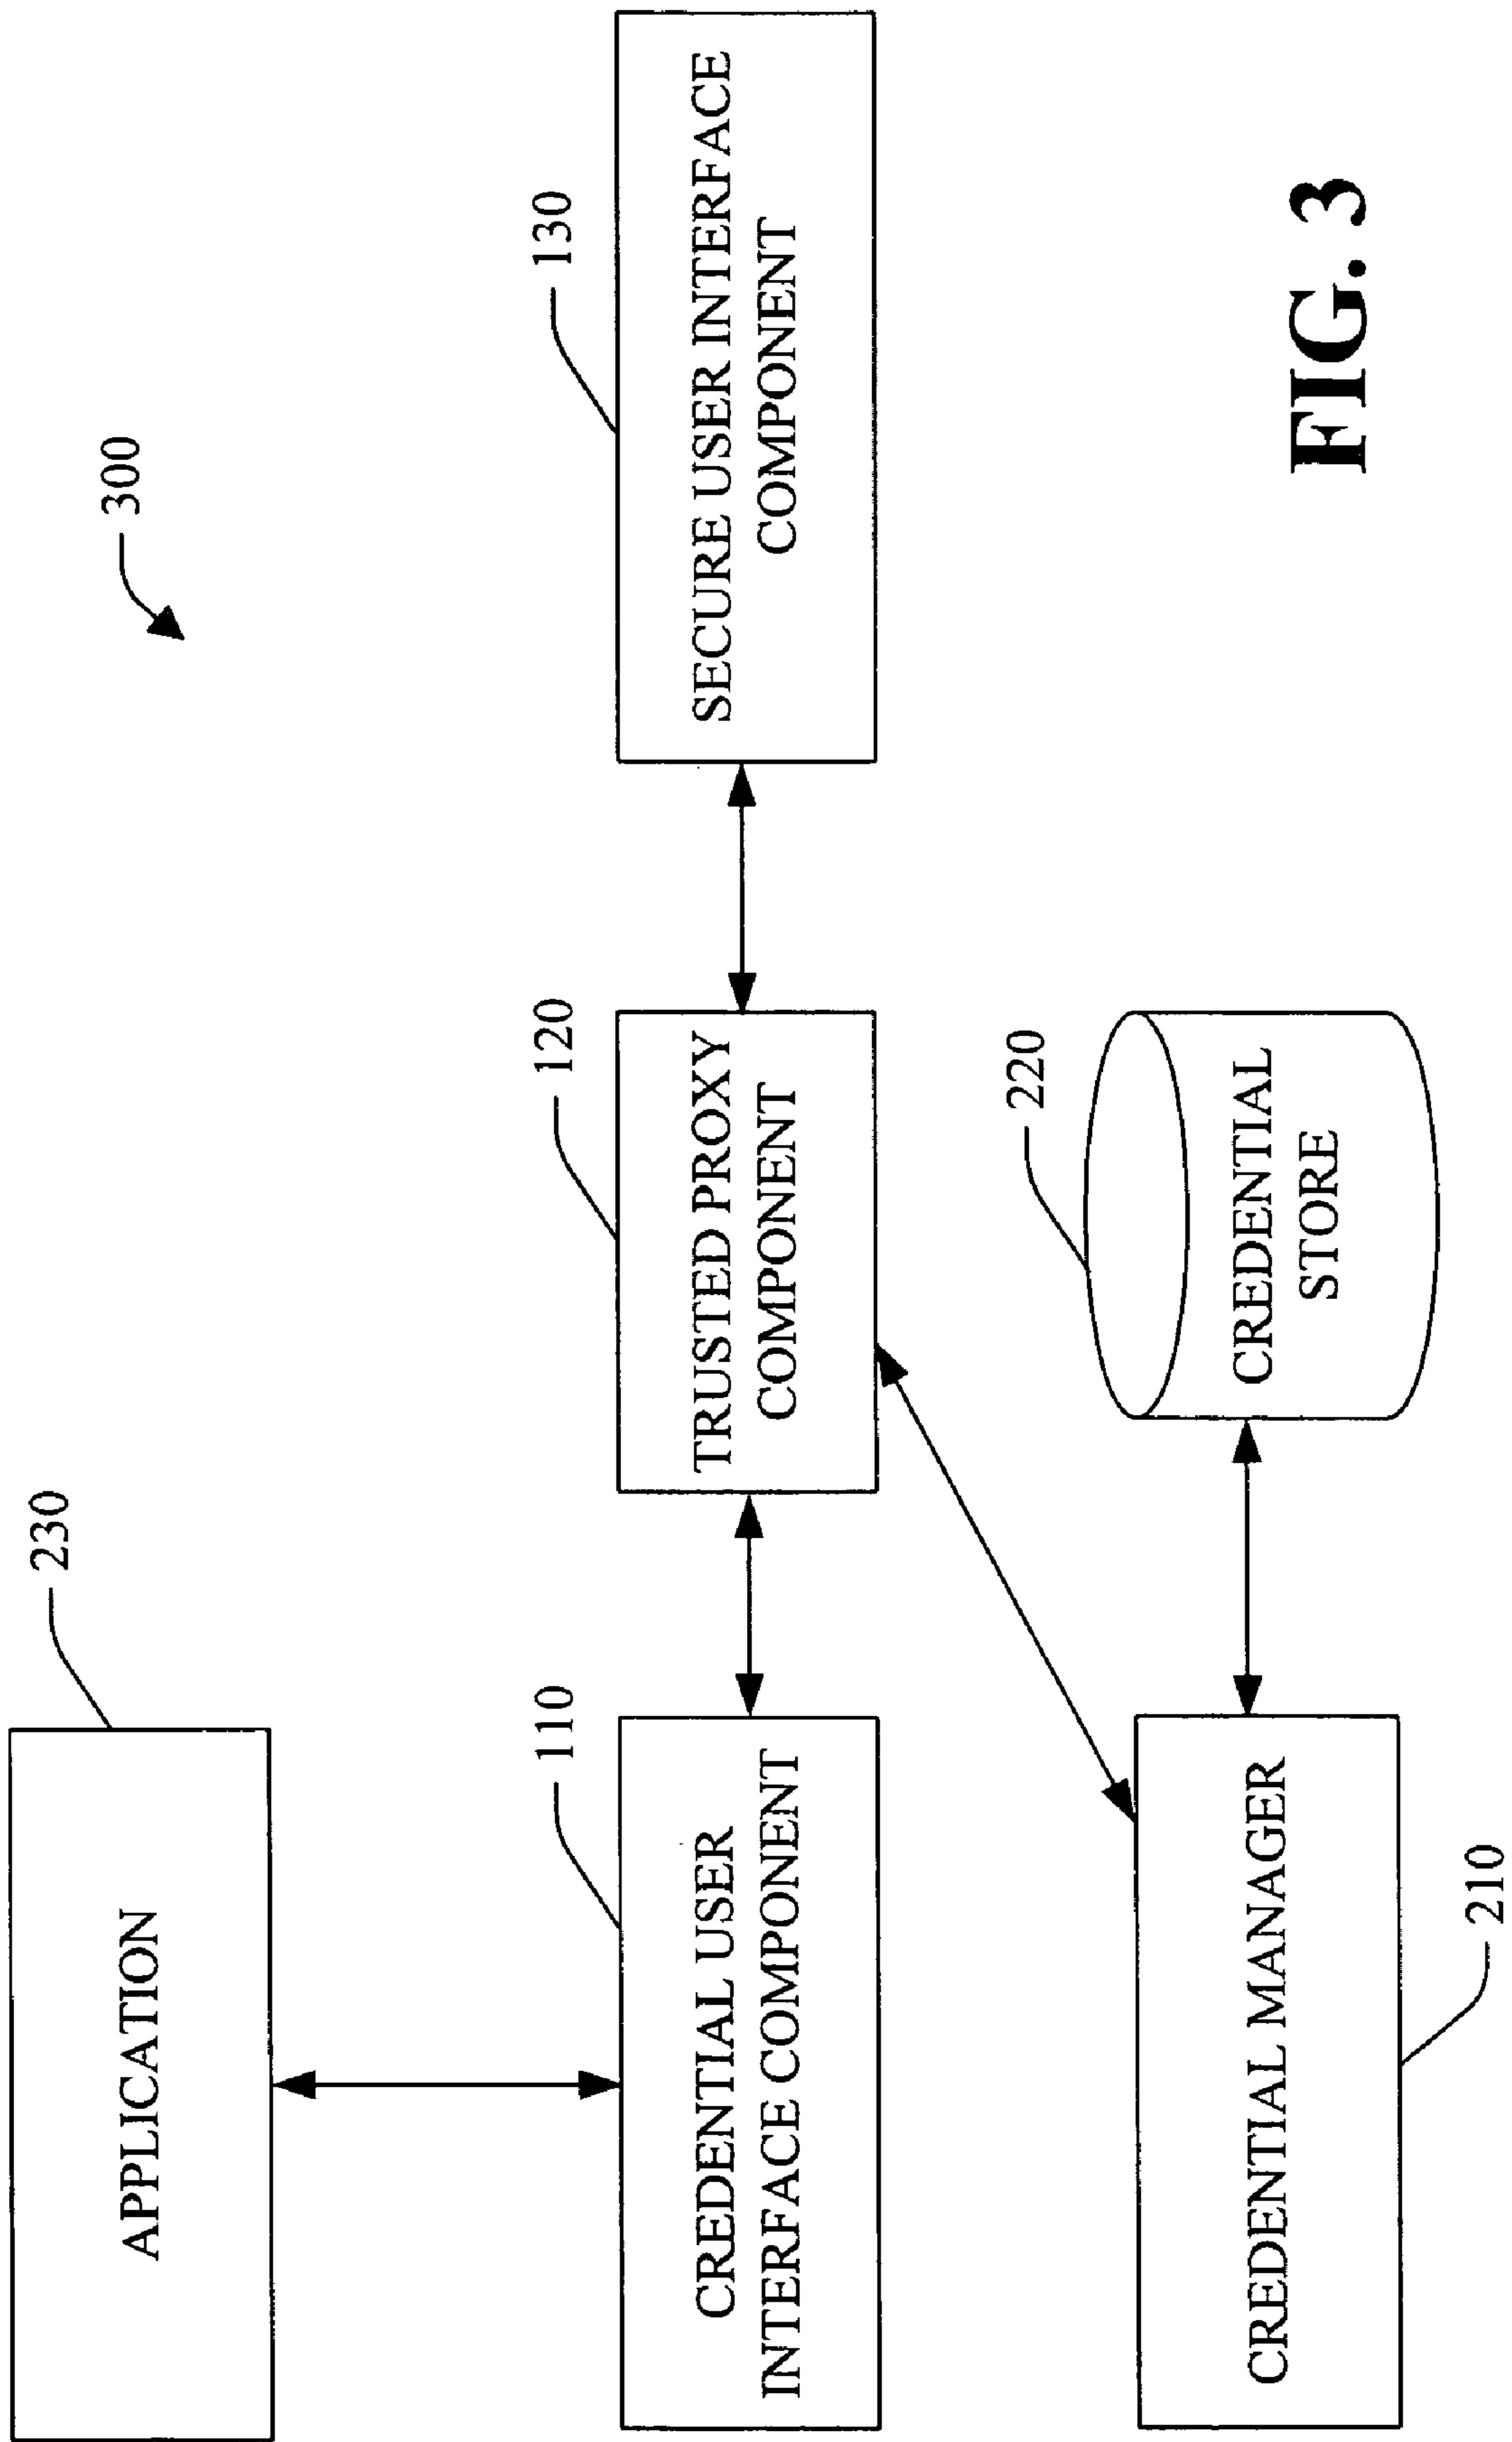 300
230
APPLICATION
110
CREDENTIAL USER
INTERFACE COMPONENT
120
TRUSTED PROXY
COMPONENT
130
SECURE USER INTERFACE
COMPONENT
CREDENTIAL MANAGER
210
220
CREDENTIAL
STORE
FIG. 3